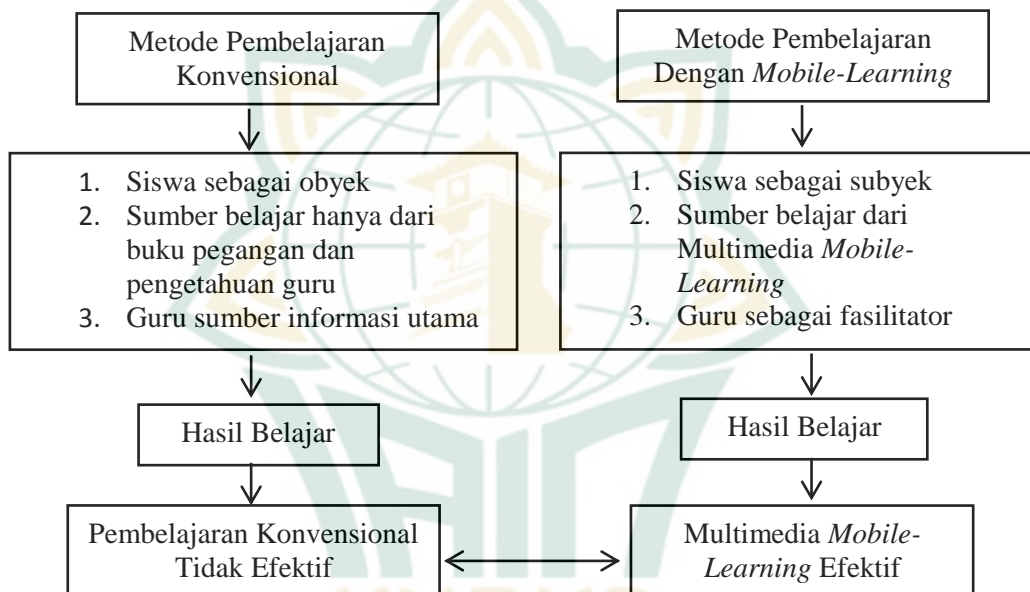 Metode Pembelajaran
Konvensional
Metode Pembelajaran
Dengan Mobile-Learning
1. Siswa sebagai obyek
2. Sumber belajar hanya dari
buku pegangan dan
pengetahuan guru
3. Guru sumber informasi utama
1. Siswa sebagai subyek
2. Sumber belajar dari
Multimedia Mobile-
Learning
3. Guru sebagai fasilitator
Hasil Belajar
Hasil Belajar
Pembelajaran Konvensional
Tidak Efektif
Multimedia Mobile-
Learning Efektif